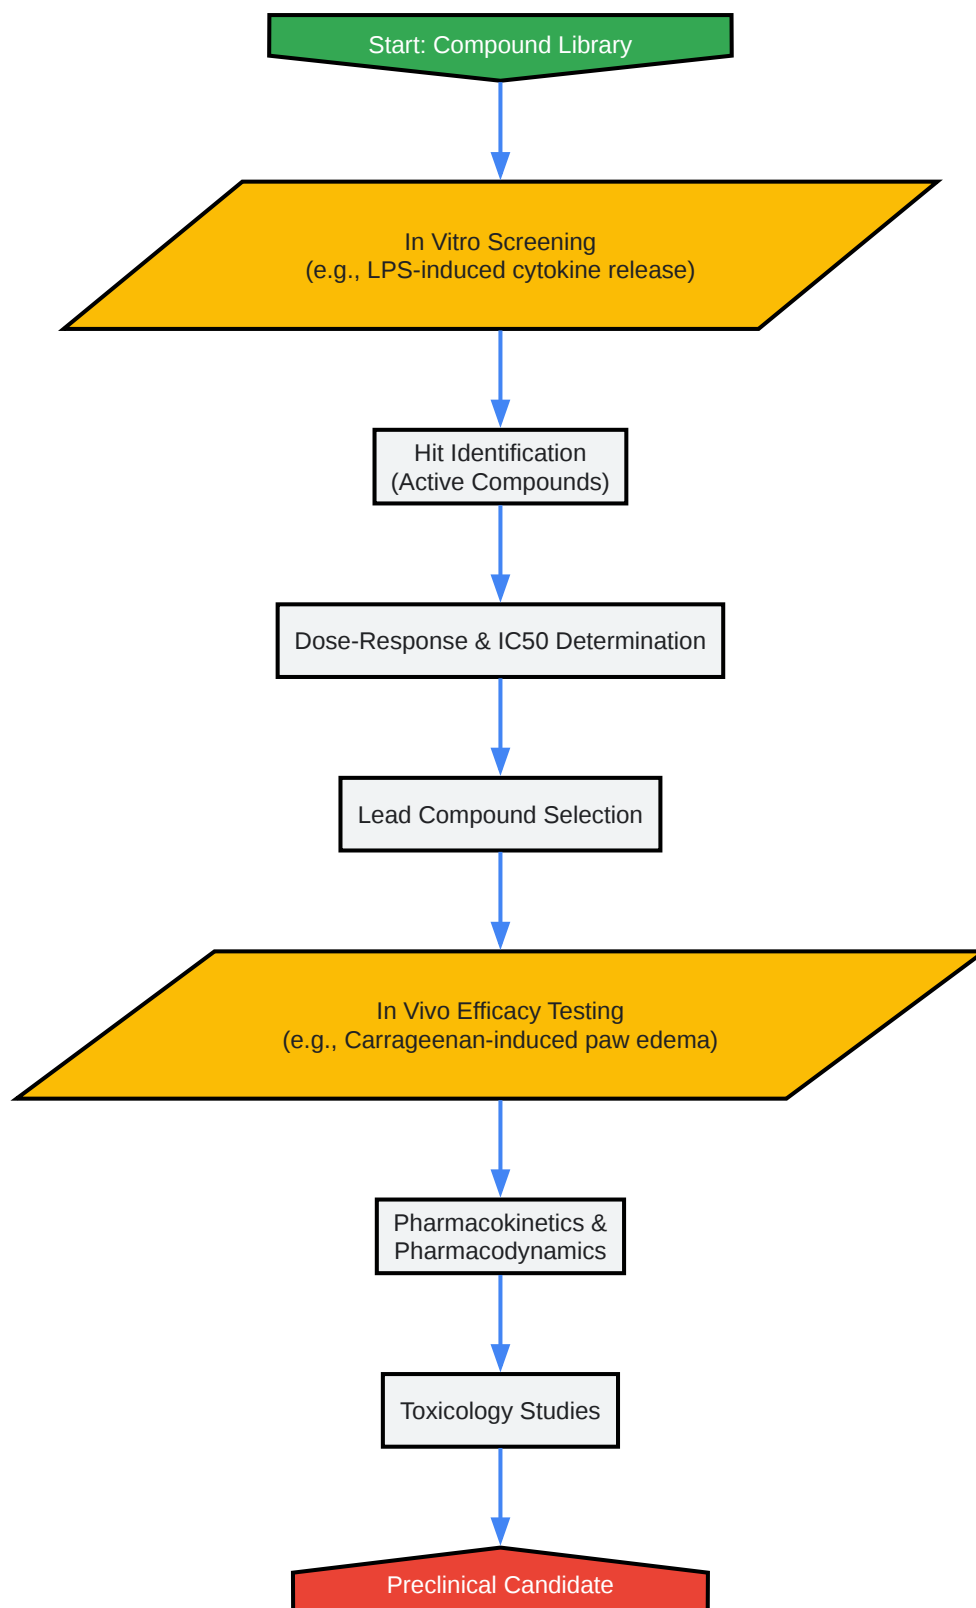 Start: Compound Library
In Vitro Screening
(e.g., LPS-induced cytokine release)
Hit Identification
(Active Compounds)
Dose-Response & IC50 Determination
Lead Compound Selection
In Vivo Efficacy Testing
(e.g., Carrageenan-induced paw edema)
Pharmacokinetics &
Pharmacodynamics
Toxicology Studies
Preclinical Candidate